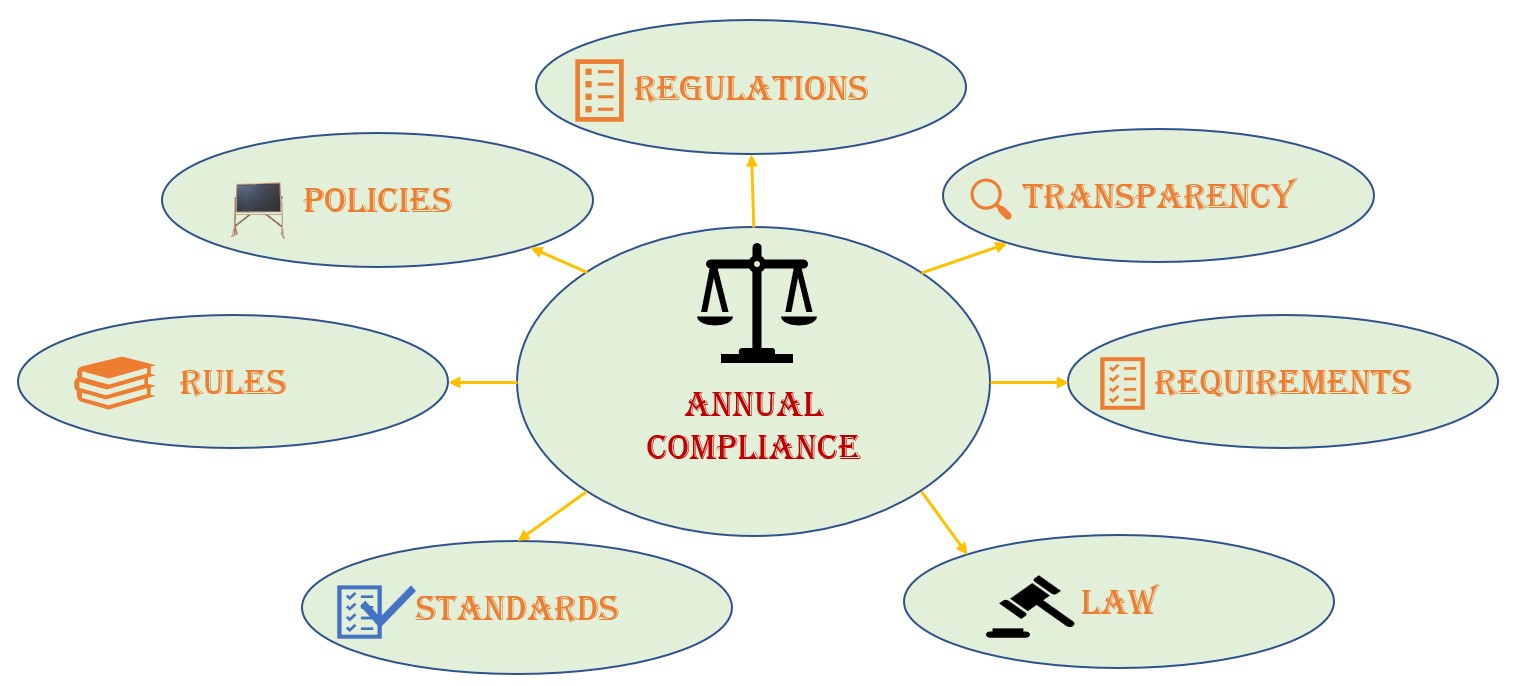 REGULATIONS
POLICIES
TRANSPARENCY
RULES
ANNUAL
COMPLIANCE
REQUIREMENTS
STANDARDS
LAW